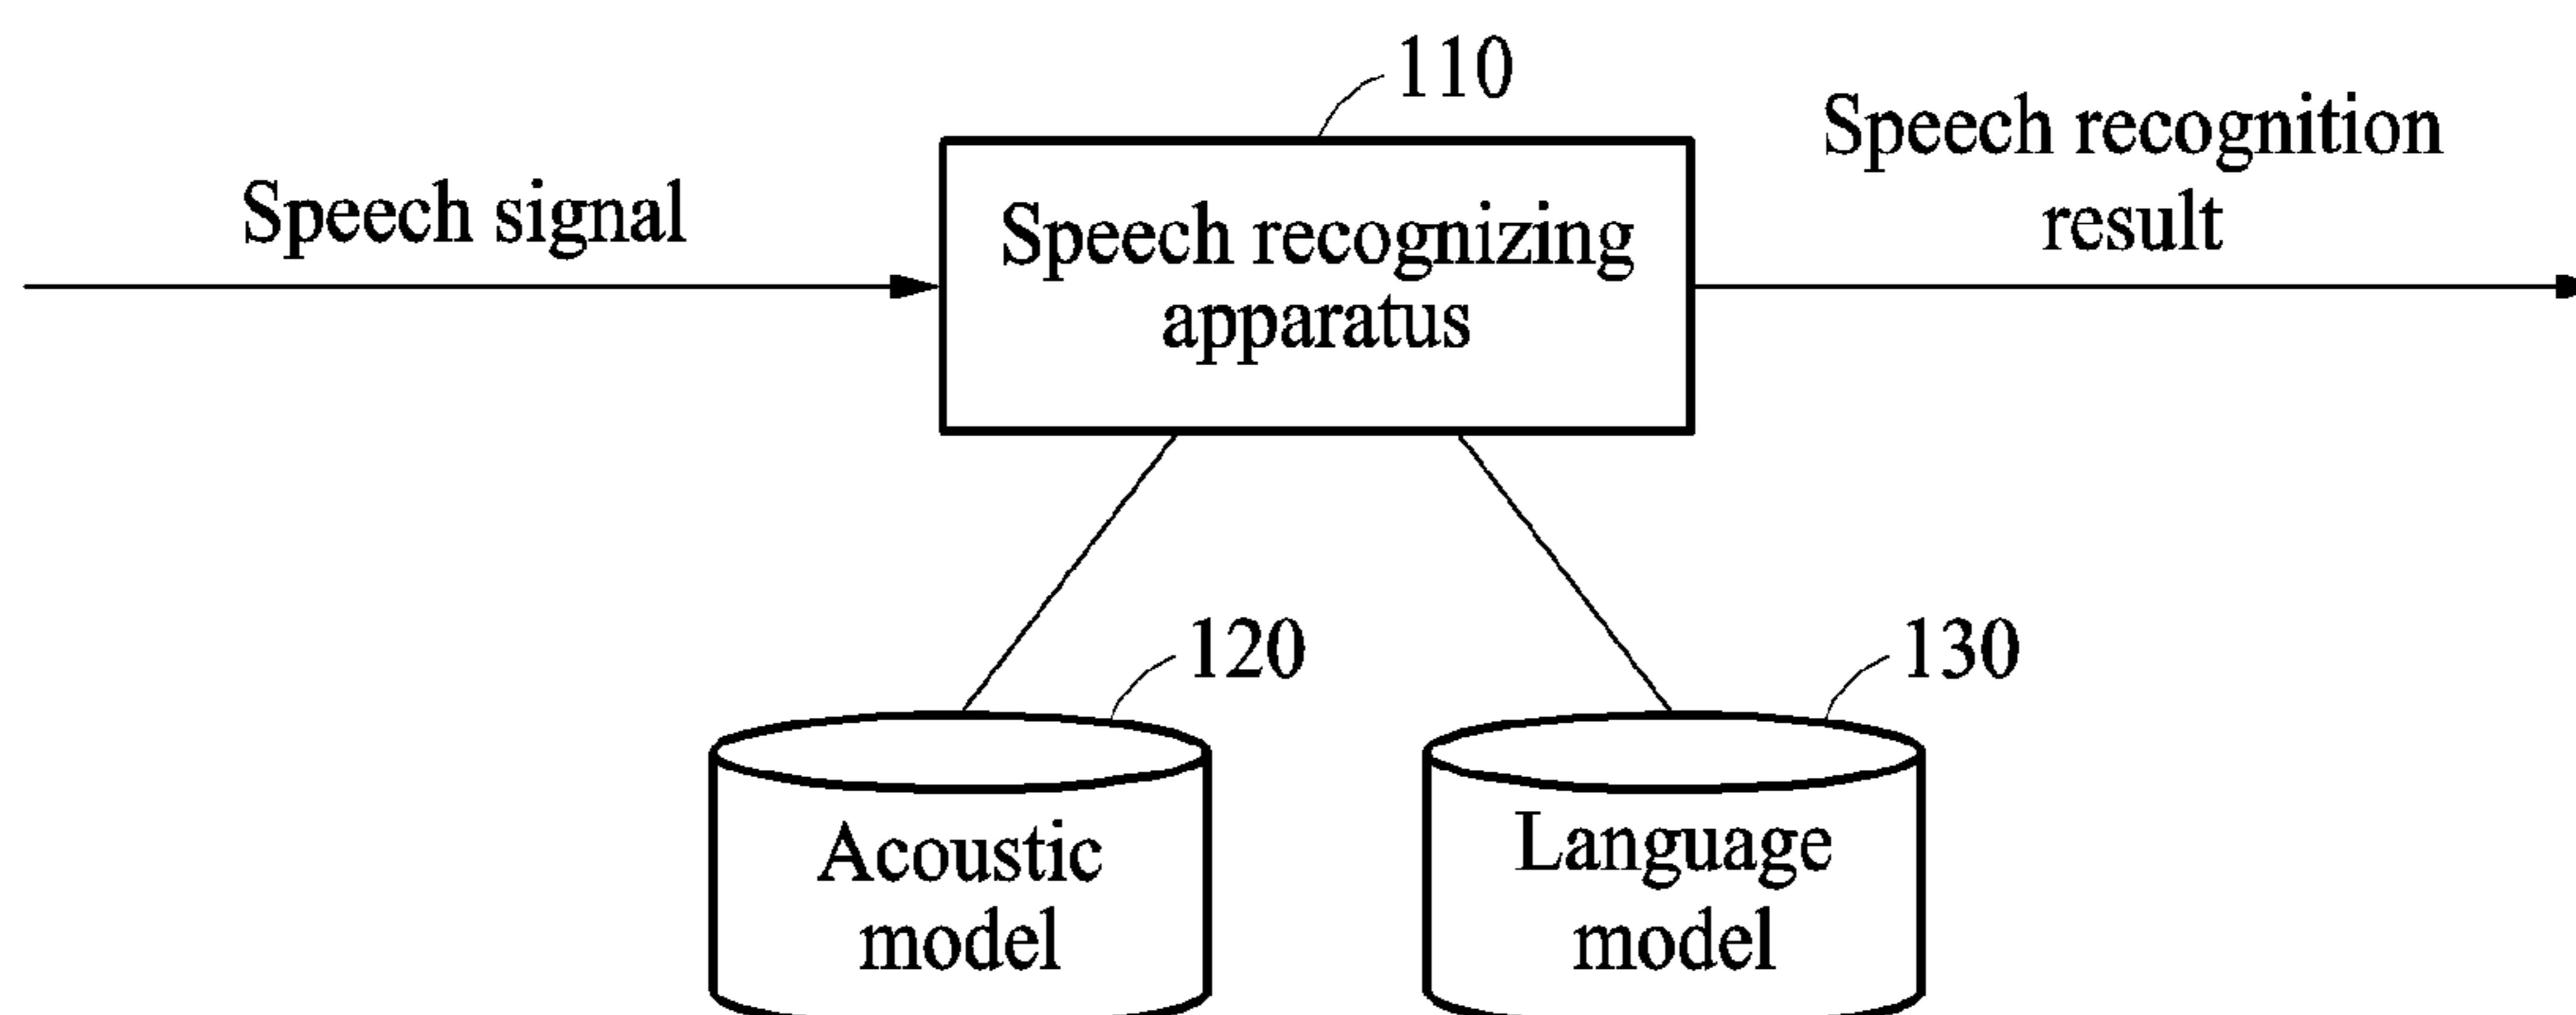 110
Speech signal
Speech recognizing
apparatus
Speech recognition
result
120
130
Acoustic
model
Language
model